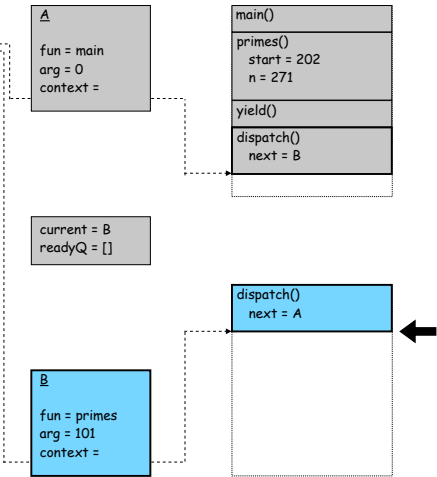 A
fun = main
arg = 0
context =
main()
primes()
start = 202
n = 271
yield()
dispatch()
next = B
current = B
readyQ = []
dispatch()
next = A
B
fun = primes
arg = 101
context =